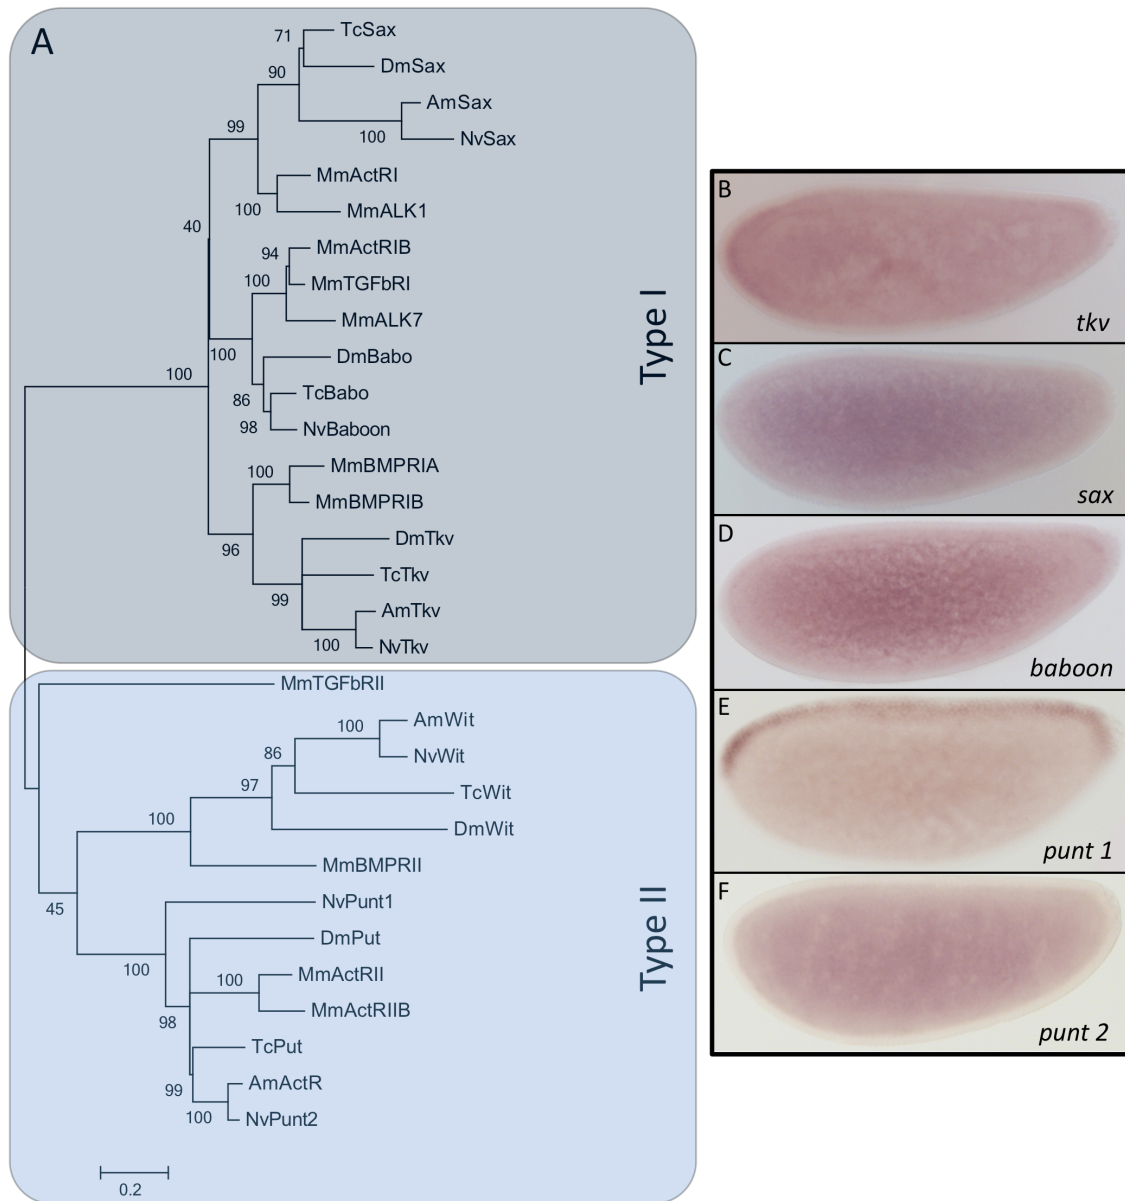 A
71
TcSax
DmSax
90
AmSax
99
100
NvSax
MmActRI
100
MmALK1
40
MmActRIB
94
100
MmTGFbRI
MmALK7
100
DmBabo
100
86
TcBabo
98
NvBaboon
Type I
100
MmBMPRIA
MmBMPRIB
96
DmTkv
TcTkv
99
AmTkv
100
NvTkv
MmTGFbRII
100
AmWit
86
NvWit
97
TcWit
100
DmWit
MmBMPRII
45
NvPunt1
100
DmPut
100
MmActRII
98
MmActRIIB
TcPut
99
AmActR
100
NvPunt2
Type II
0.2
B
tkv
C
sax
D
baboon
E
punt 1
F
punt 2